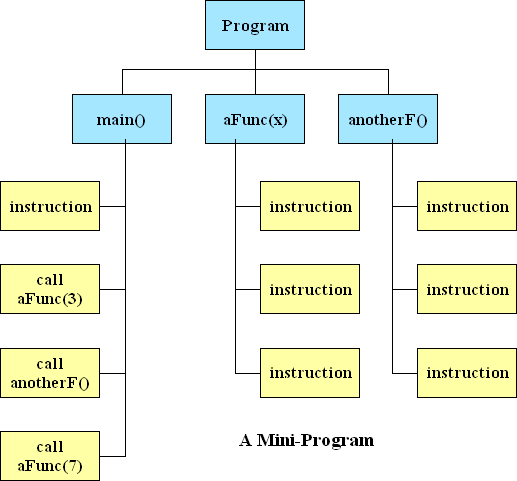 Program
main()
aFunc(x)
anotherF()
instruction
instruction
instruction
call
aFunc(3)
instruction
instruction
call
anotherF()
instruction
instruction
call
aFunc(7)
A Mini-Program